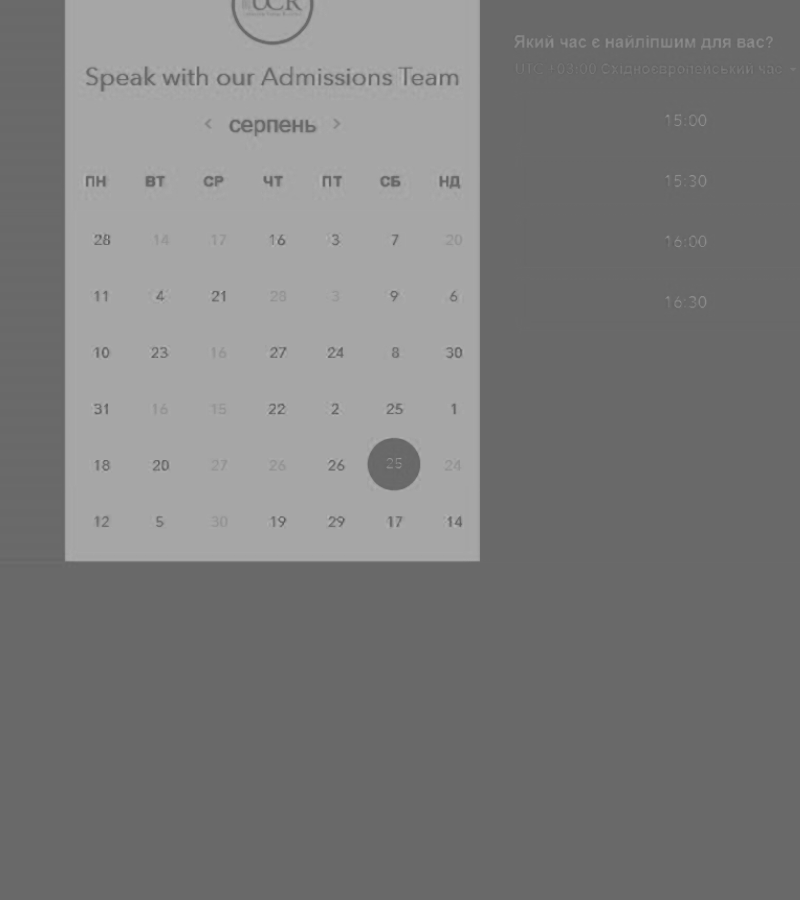 UCR
Speak with our Admissions Team
‹ серпень ›
ПН ВТ СР ЧТ ПТ СБ НД
28 14 17 16 3 7 20
11 4 21 28 3 9 6
10 23 16 27 24 8 30
31 16 15 22 2 25 1
18 20 27 26 26 25 24
12 5 30 19 29 17 14
Який час є найліпшим для вас?
UTC +03:00 Східноєвропейський час
15:00
15:30
16:00
16:30